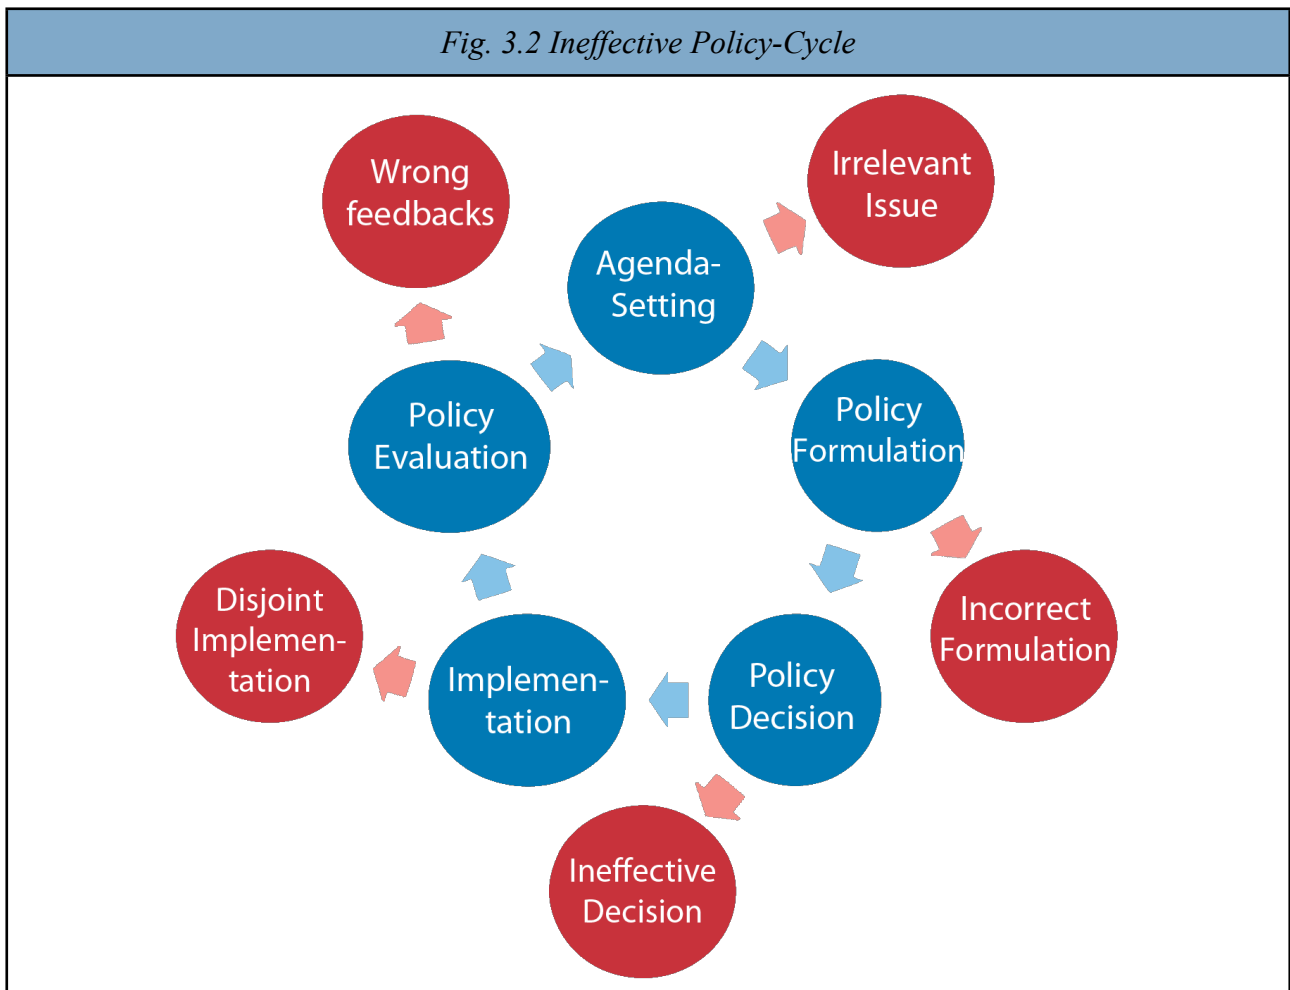 Fig. 3.2 Ineffective Policy-Cycle
Wrong
feedbacks
Irrelevant
Issue
Agenda-
Setting
Policy
Evaluation
Policy
Formulation
Disjoint
Implemen-
tation
Incorrect
Formulation
Implemen-
tation
Policy
Decision
Ineffective
Decision